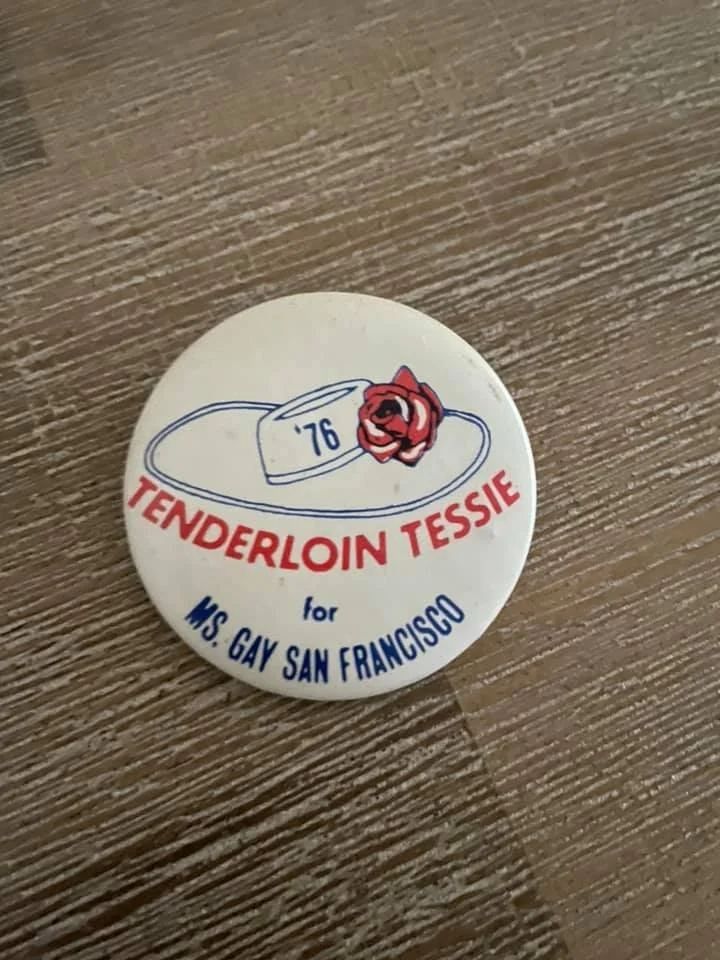 '76
TENDERLOIN TESSIE
for
MS. GAY SAN FRANCISCO